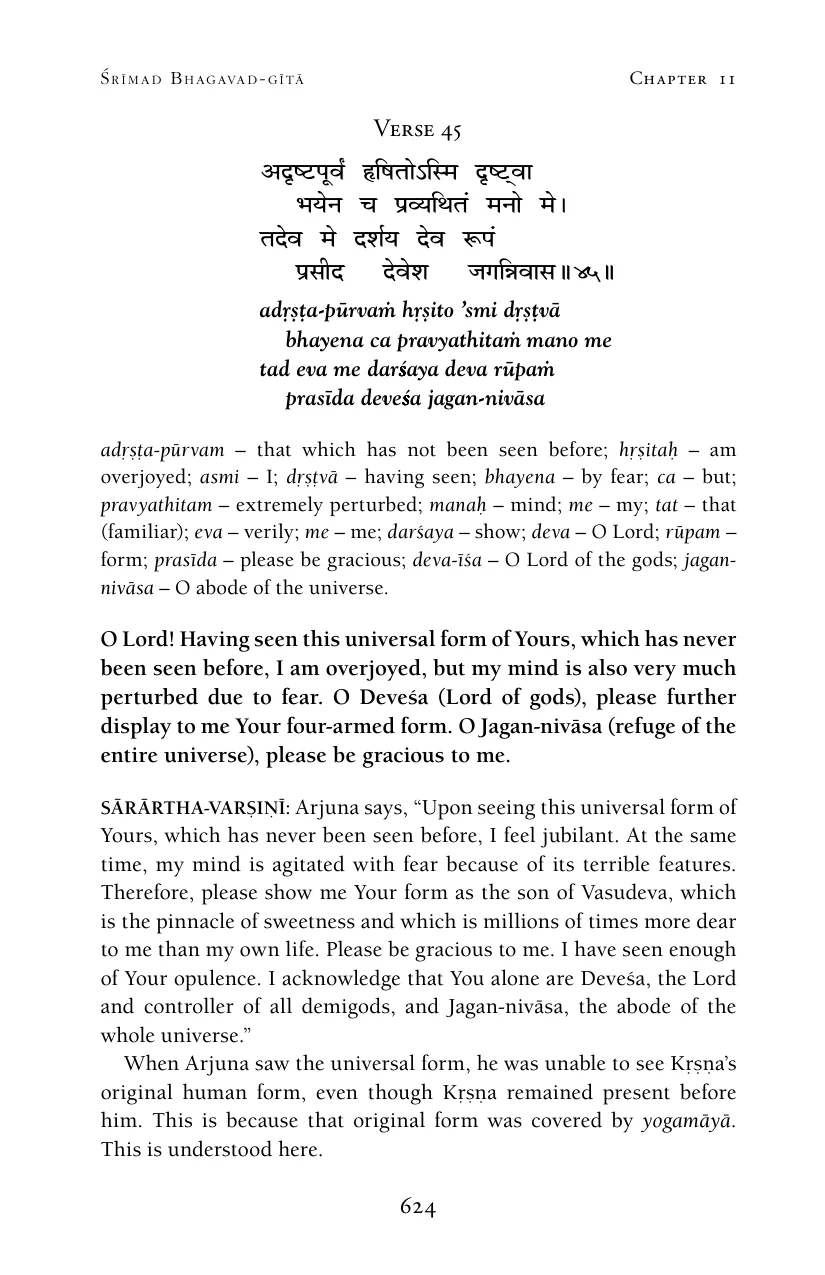 Śrīmad Bhagavad-gītā
Chapter 11
Verse 45
अदृष्टपूर्वं हृषितोऽस्मि दृष्ट्वा
भयेन च प्रव्यथितं मनो मे।
तदेव मे दर्शय देव रूपं
प्रसीद देवेश जगन्निवास॥४५॥
adṛṣṭa-pūrvaṁ hṛṣito ’smi dṛṣṭvā
bhayena ca pravyathitaṁ mano me
tad eva me darśaya deva rūpaṁ
prasīda deveśa jagan-nivāsa
adṛṣṭa-pūrvam – that which has not been seen before; hṛṣitaḥ – am
overjoyed; asmi – I; dṛṣṭvā – having seen; bhayena – by fear; ca – but;
pravyathitam – extremely perturbed; manaḥ – mind; me – my; tat – that
(familiar); eva – verily; me – me; darśaya – show; deva – O Lord; rūpam –
form; prasīda – please be gracious; deva-īśa – O Lord of the gods; jagan-
nivāsa – O abode of the universe.
O Lord! Having seen this universal form of Yours, which has never
been seen before, I am overjoyed, but my mind is also very much
perturbed due to fear. O Deveśa (Lord of gods), please further
display to me Your four-armed form. O Jagan-nivāsa (refuge of the
entire universe), please be gracious to me.
SĀRĀRTHA-VARṢIṆĪ: Arjuna says, “Upon seeing this universal form of
Yours, which has never been seen before, I feel jubilant. At the same
time, my mind is agitated with fear because of its terrible features.
Therefore, please show me Your form as the son of Vasudeva, which
is the pinnacle of sweetness and which is millions of times more dear
to me than my own life. Please be gracious to me. I have seen enough
of Your opulence. I acknowledge that You alone are Deveśa, the Lord
and controller of all demigods, and Jagan-nivāsa, the abode of the
whole universe.”
When Arjuna saw the universal form, he was unable to see Kṛṣṇa’s
original human form, even though Kṛṣṇa remained present before
him. This is because that original form was covered by yogamāyā.
This is understood here.
624